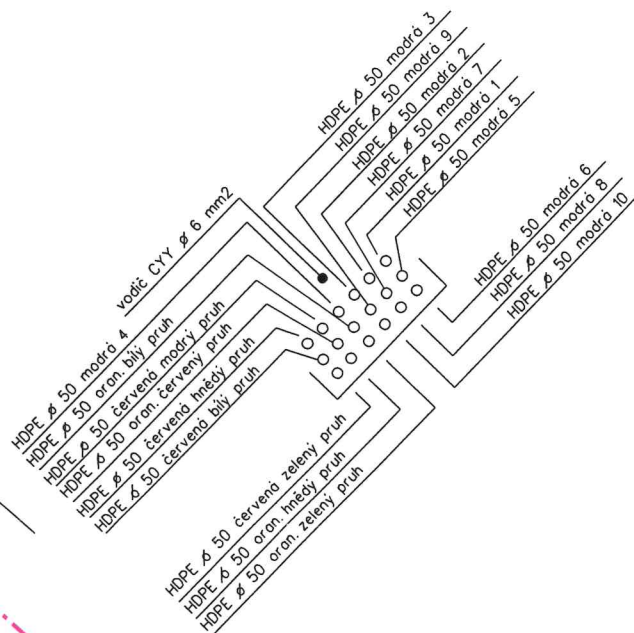 HDPE ø 50 modrá 3
HDPE ø 50 modrá 9
HDPE ø 50 modrá 2
HDPE ø 50 modrá 7
HDPE ø 50 modrá 1
HDPE ø 50 modrá 5
HDPE ø 50 modrá 6
HDPE ø 50 modrá 8
HDPE ø 50 modrá 10
vodič CYY ø 6 mm2
HDPE ø 50 modrá 4
HDPE ø 50 oran. bílý pruh
HDPE ø 50 červená modrý pruh
HDPE ø 50 oran. červený pruh
HDPE ø 50 červená hnědý pruh
HDPE ø 50 červená bílý pruh
HDPE ø 50 červená zelený pruh
HDPE ø 50 oran. hnědý pruh
HDPE ø 50 oran. zelený pruh